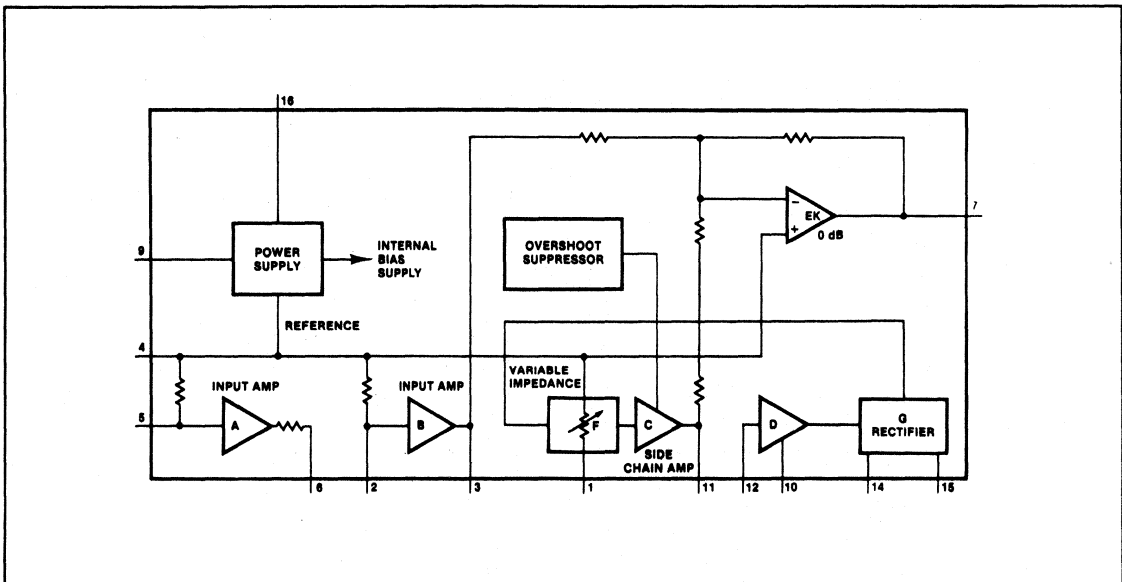 16
9
POWER
SUPPLY
INTERNAL
BIAS
SUPPLY
OVERSHOOT
SUPPRESSOR
−
EK
+
0 dB
7
REFERENCE
4
INPUT AMP
INPUT AMP
VARIABLE
IMPEDANCE
5
A
B
F
C
SIDE
CHAIN AMP
D
G
RECTIFIER
6
2
3
1
11
12
10
14
15